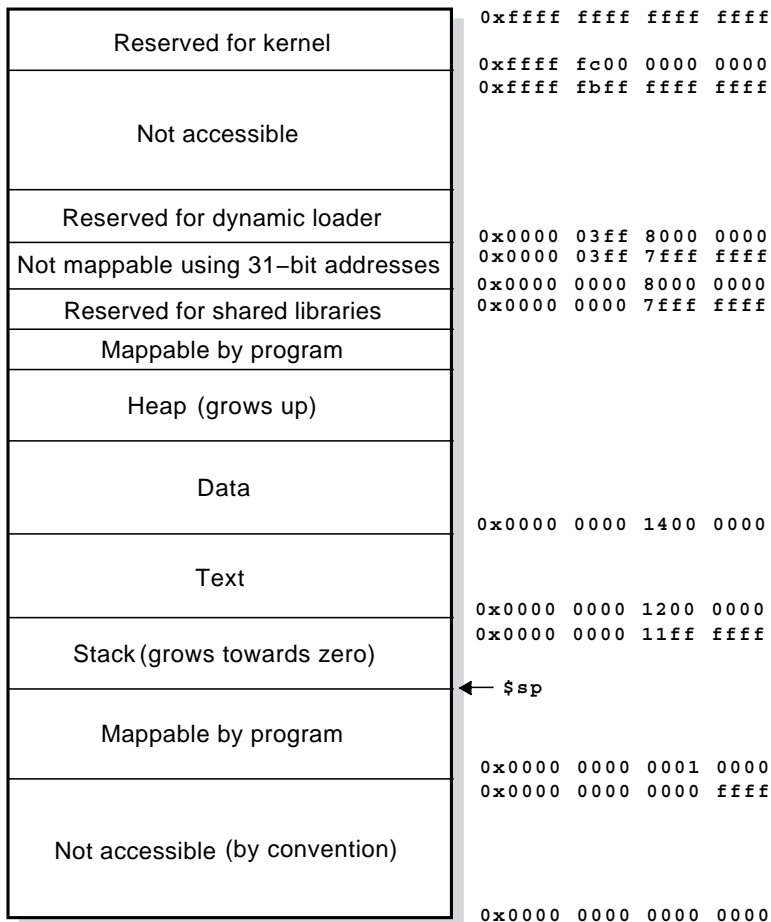 0xffff ffff ffff ffff
Reserved for kernel
0xffff fc00 0000 0000
0xffff fbff ffff ffff
Not accessible
Reserved for dynamic loader
0x0000 03ff 8000 0000
0x0000 03ff 7fff ffff
Not mappable using 31−bit addresses
0x0000 0000 8000 0000
0x0000 0000 7fff ffff
Reserved for shared libraries
Mappable by program
Heap (grows up)
Data
0x0000 0000 1400 0000
Text
0x0000 0000 1200 0000
0x0000 0000 11ff ffff
Stack (grows towards zero)
$sp
Mappable by program
0x0000 0000 0001 0000
0x0000 0000 0000 ffff
Not accessible (by convention)
0x0000 0000 0000 0000